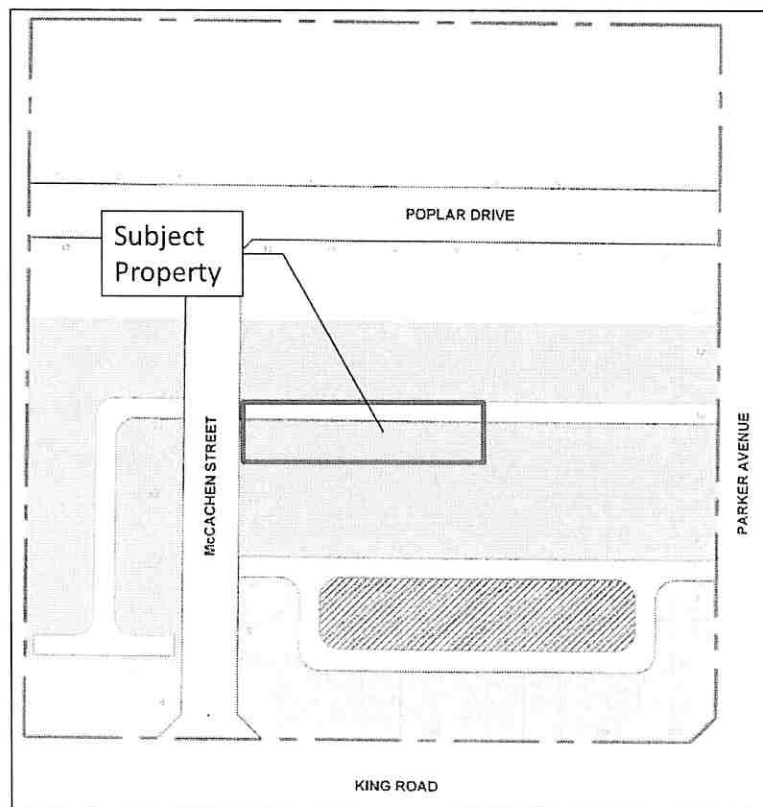 POPLAR DRIVE
Subject
Property
McCACHEN STREET
PARKER AVENUE
KING ROAD